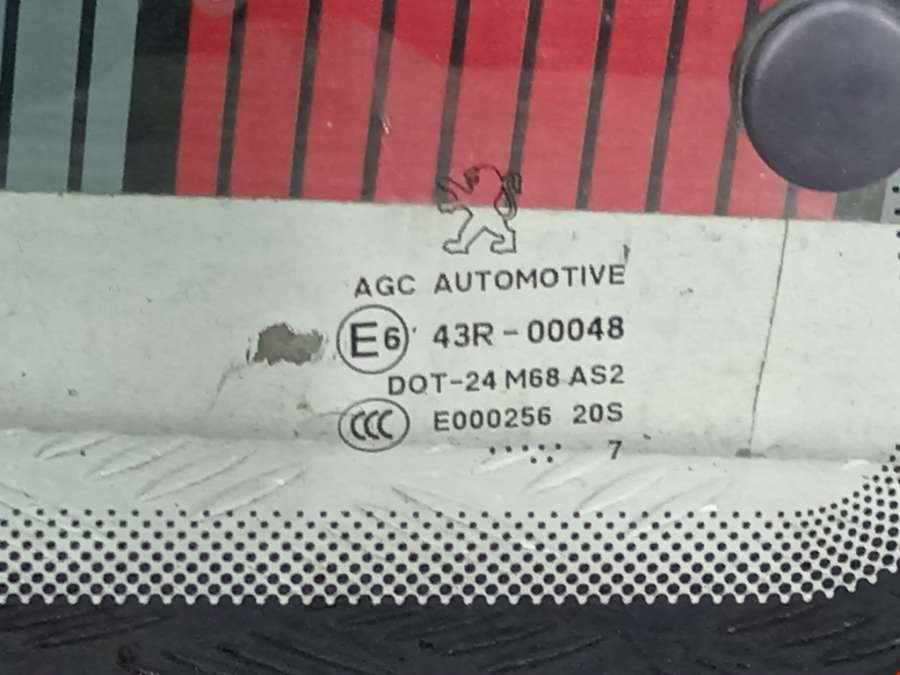 AGC AUTOMOTIVE
E6 43R-00048
DOT-24 M68 AS2
CCC E000256 20S
7